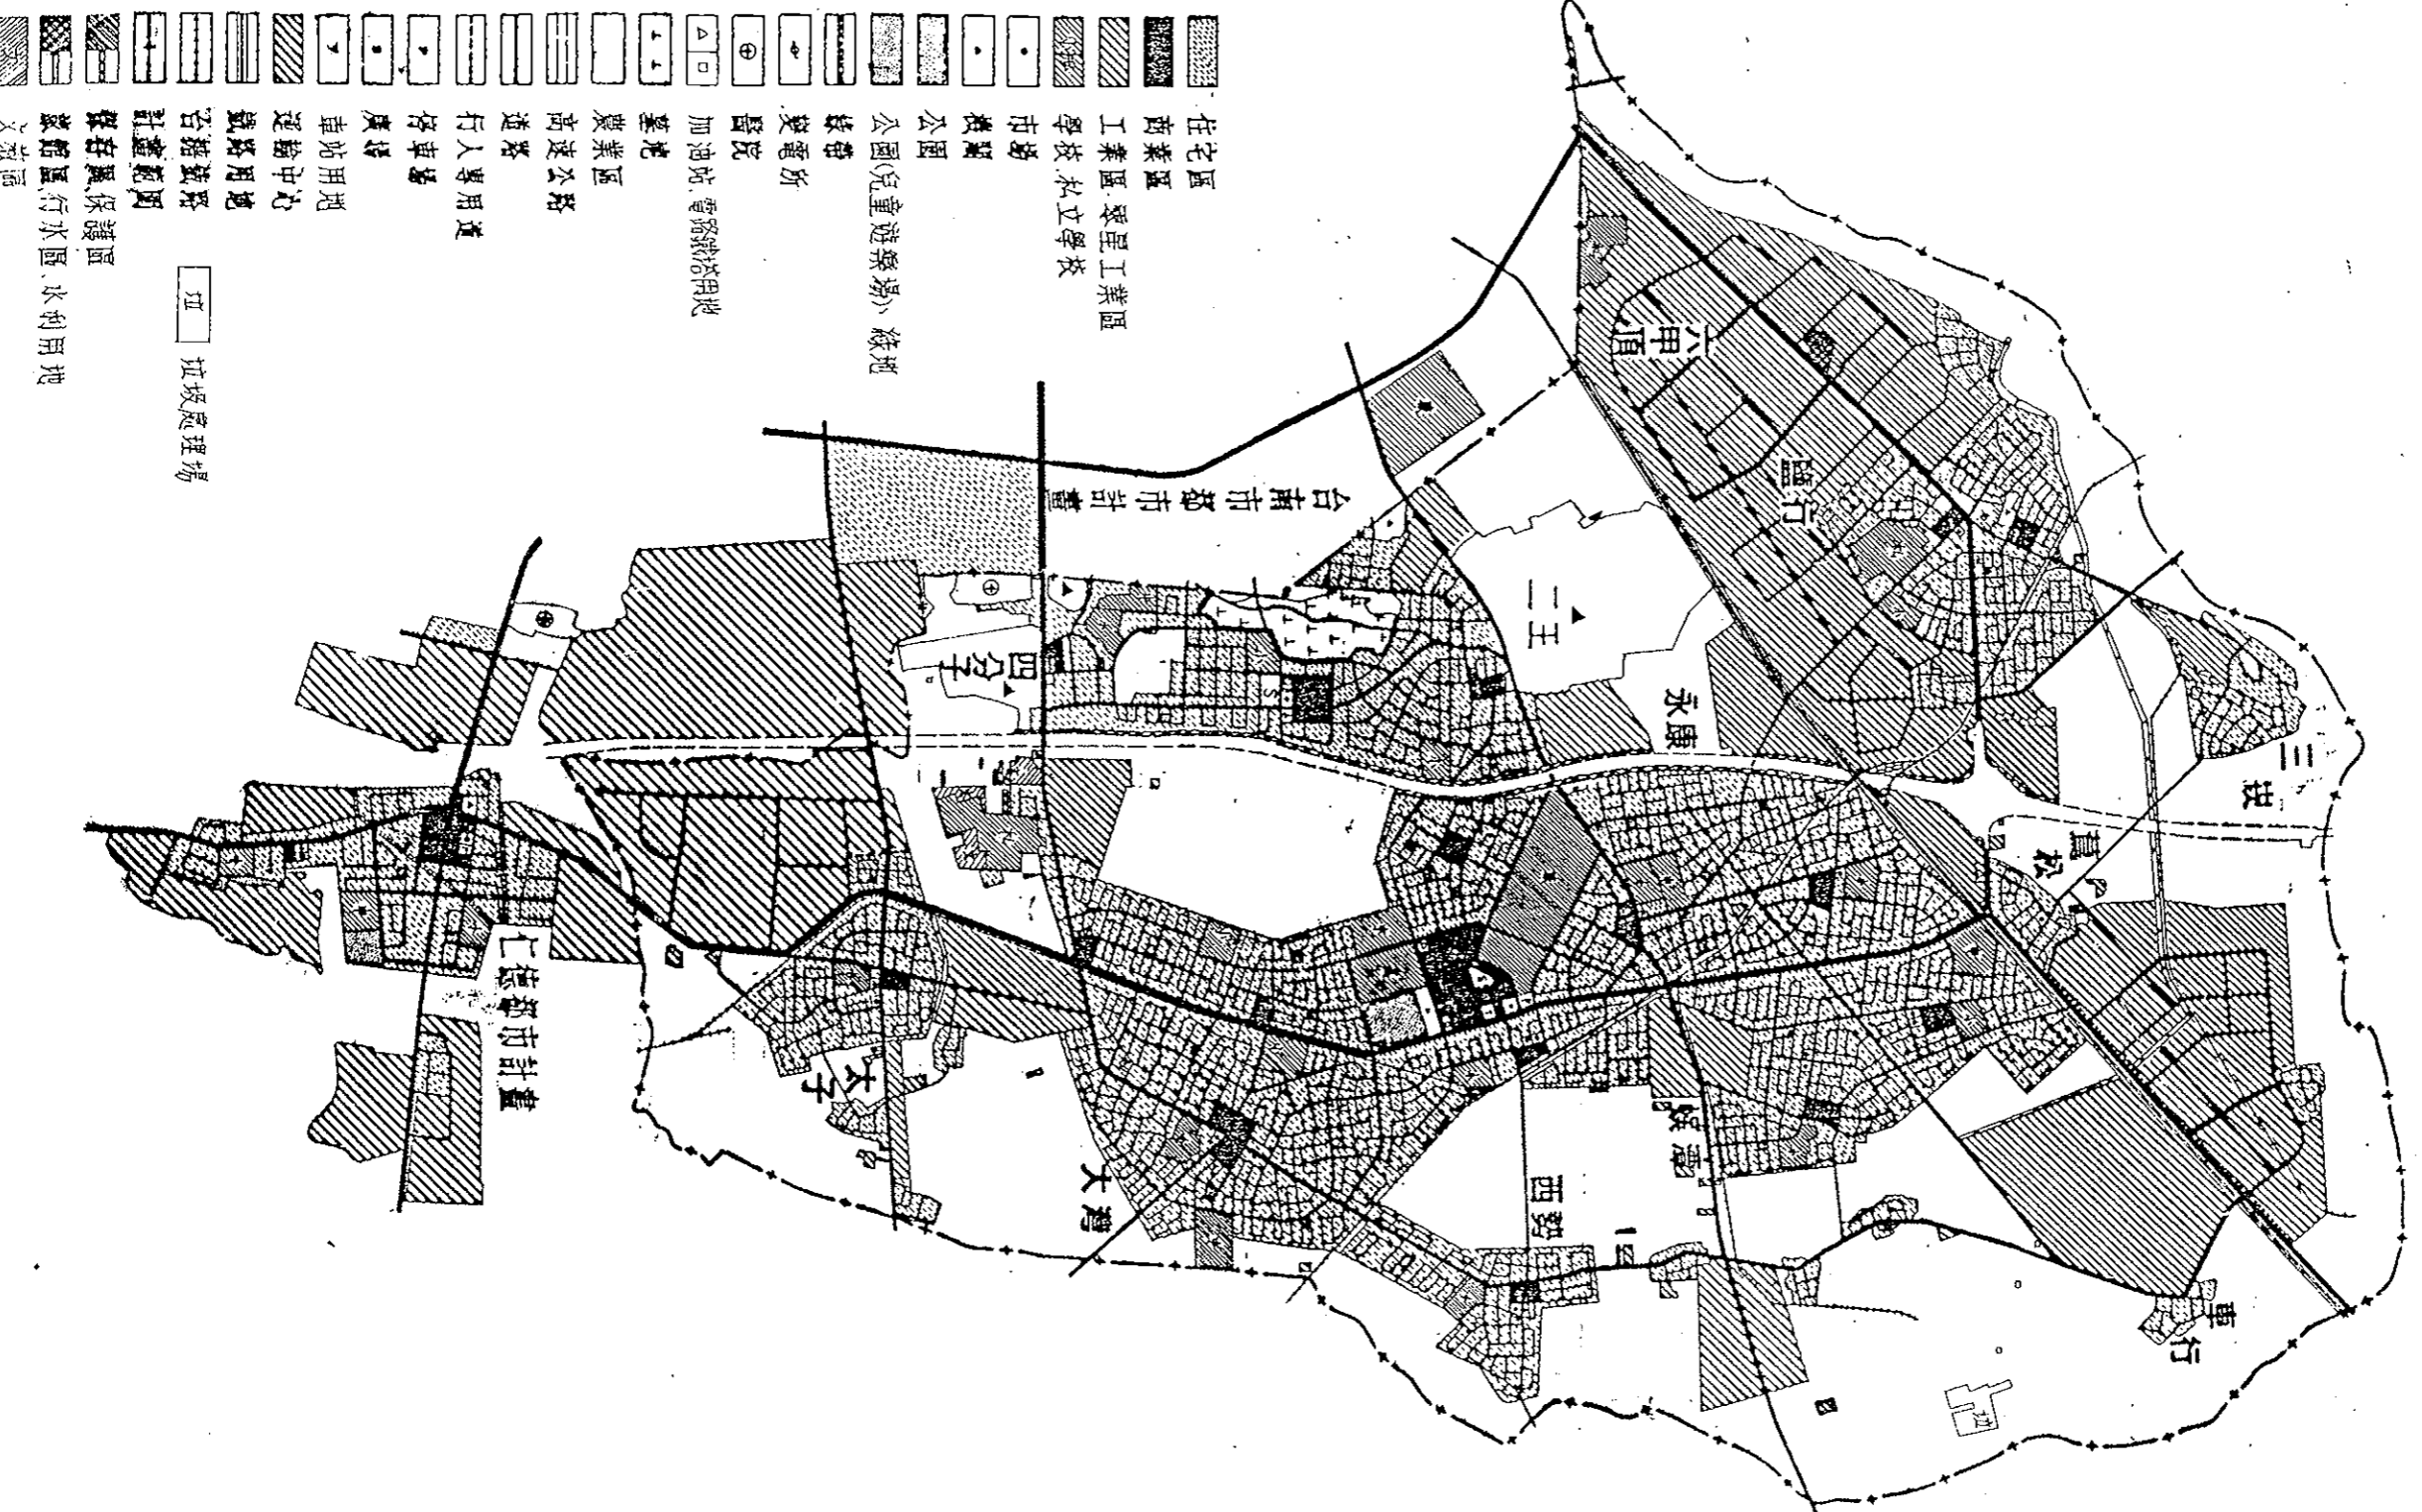 住宅區
商業區
工業區、零星工業區
學校、私立學校
市場
機關
公園
公園(兒童遊樂場)、綠地
綠帶
變電所
醫院
加油站、電路鐵塔用地
墓地
農業區
高速公路
道路
行人專用道
停車場
廣場
車站用地
運輸中心
鐵路用地
台糖鐵路
計畫範圍
保存區、保護區
行水區、水利用地
垃 垃圾處理場
六甲頂
鹽行
台南市都市計畫
二王
四分子
永康
三崁
蔦松
仁德都市計畫
太子
大灣
埃厝
西勢
車行
垃